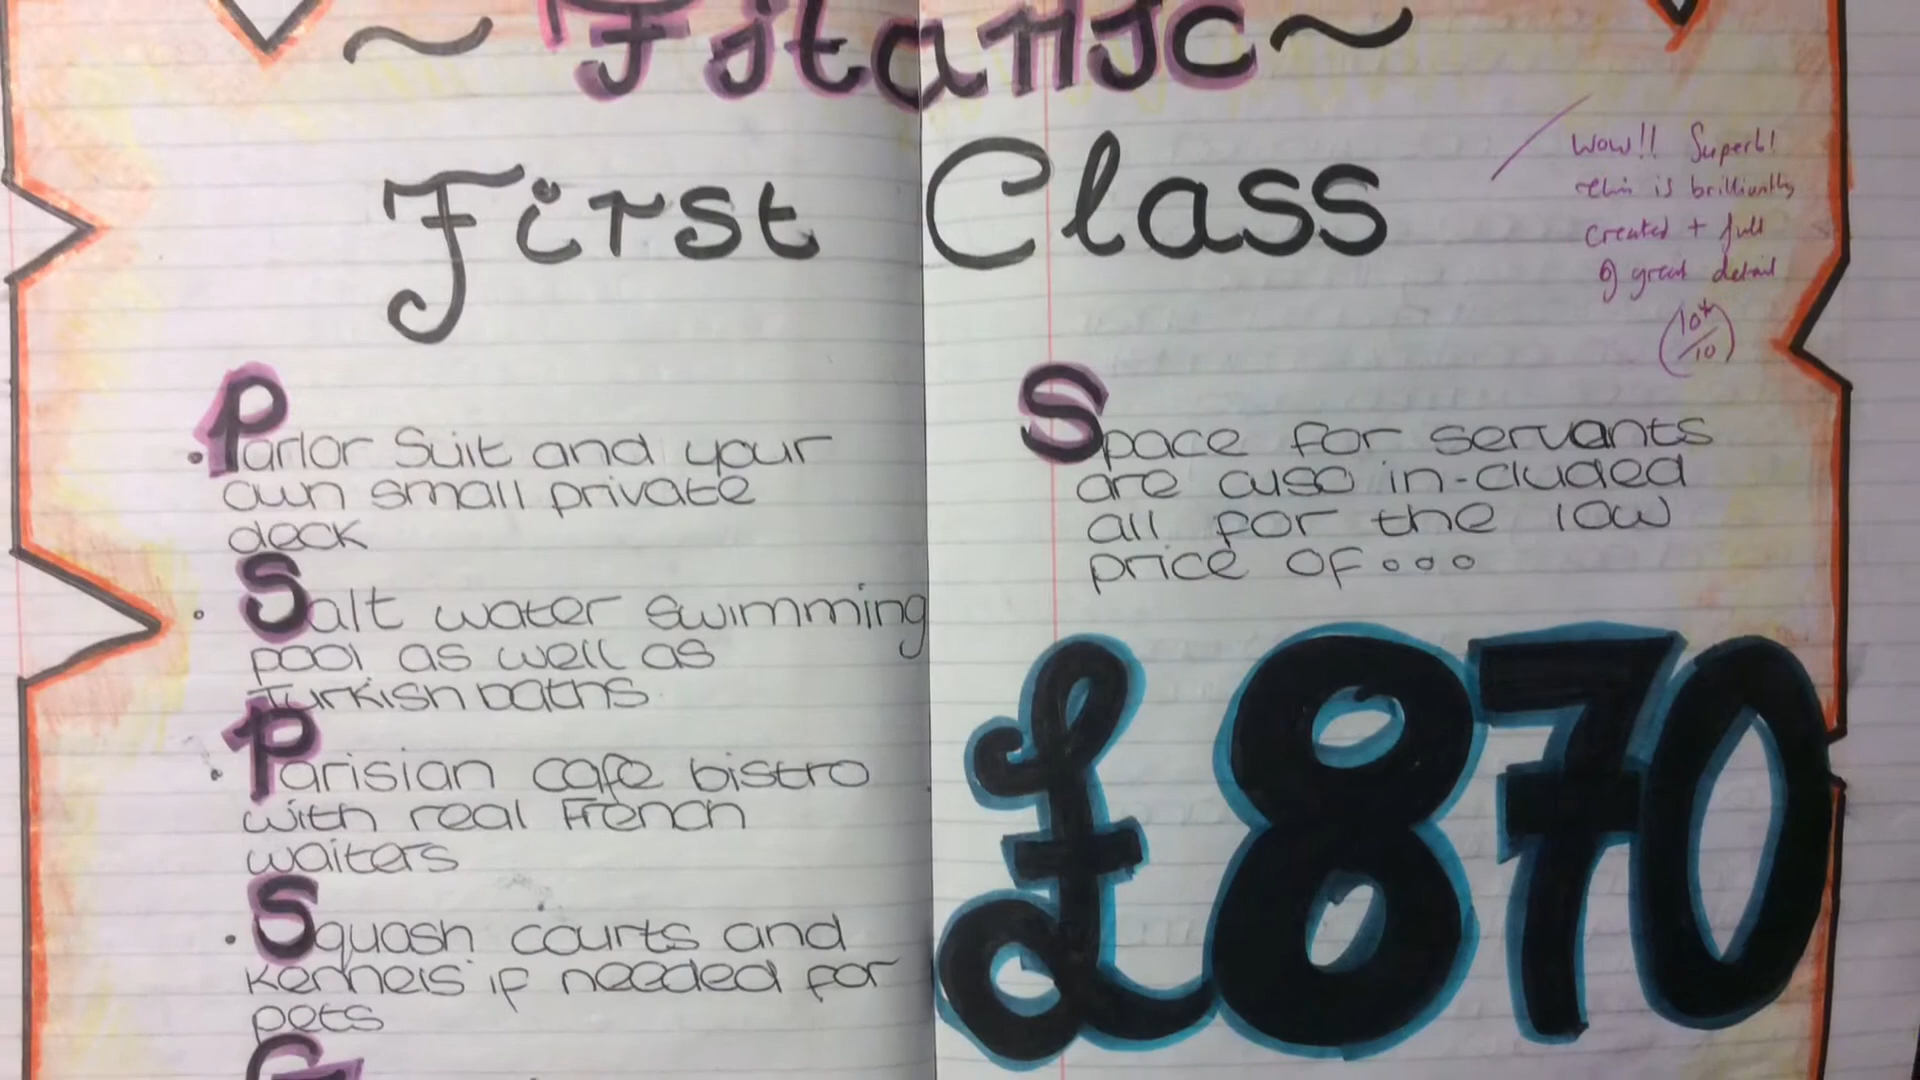 ~ Titanic ~
First Class
• Parlor Suit and your
own small private
deck
• Salt water swimming
pool as well as
Turkish baths.
• Parisian cafe bistro
with real French
waiters
• Squash courts and
kennels if needed for
pets
Space for servants
are also in-cluded
all for the low
price of...
£870
Wow!! Superb!
This is brilliantly
created + full
of great detail
10*/10